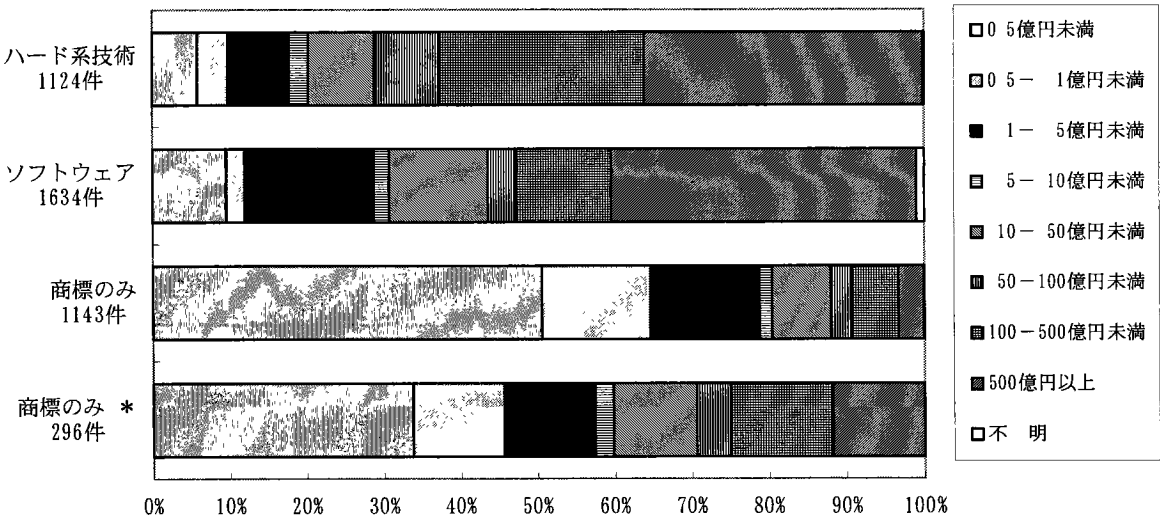 ハード系技術
1124件
ソフトウェア
1634件
商標のみ
1143件
商標のみ *
296件
0% 10% 20% 30% 40% 50% 60% 70% 80% 90% 100%
0 5億円未満
0 5- 1億円未満
1- 5億円未満
5- 10億円未満
10- 50億円未満
50-100億円未満
100-500億円未満
500億円以上
不 明